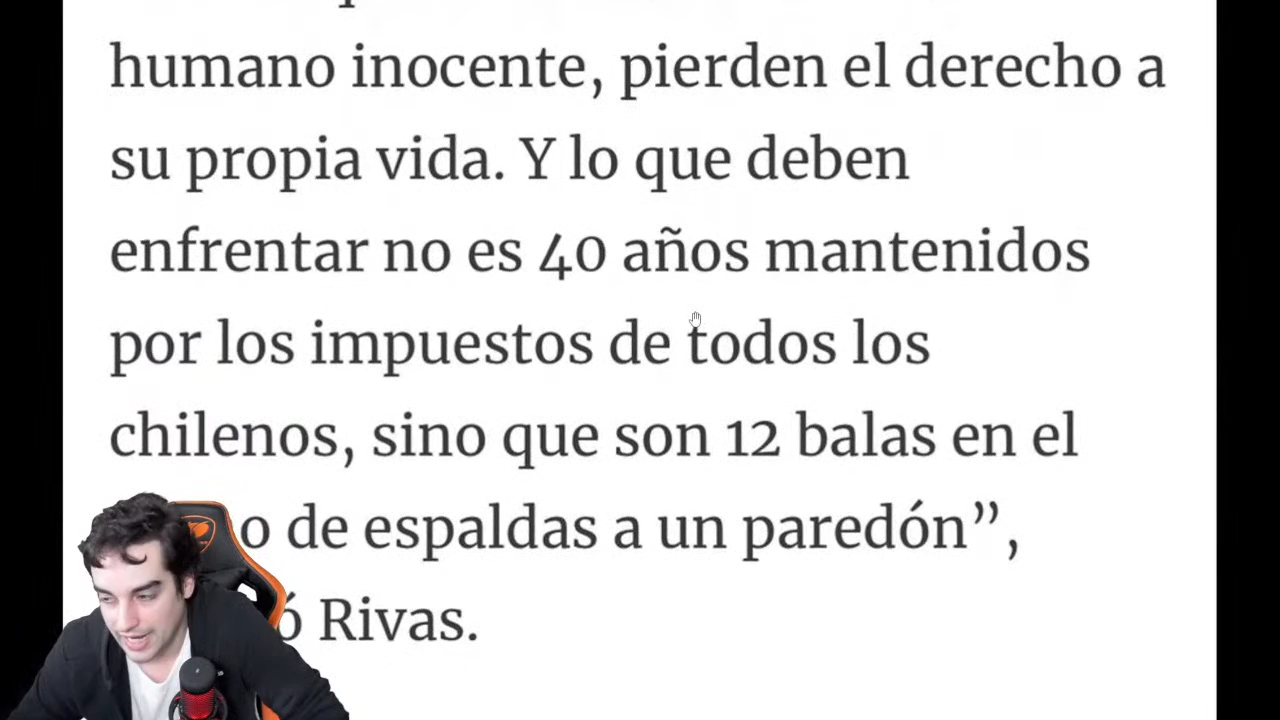 humano inocente, pierden el derecho a
su propia vida. Y lo que deben
enfrentar no es 40 años mantenidos
por los impuestos de todos los
chilenos, sino que son 12 balas en el
de espaldas a un paredón”,
Rivas.